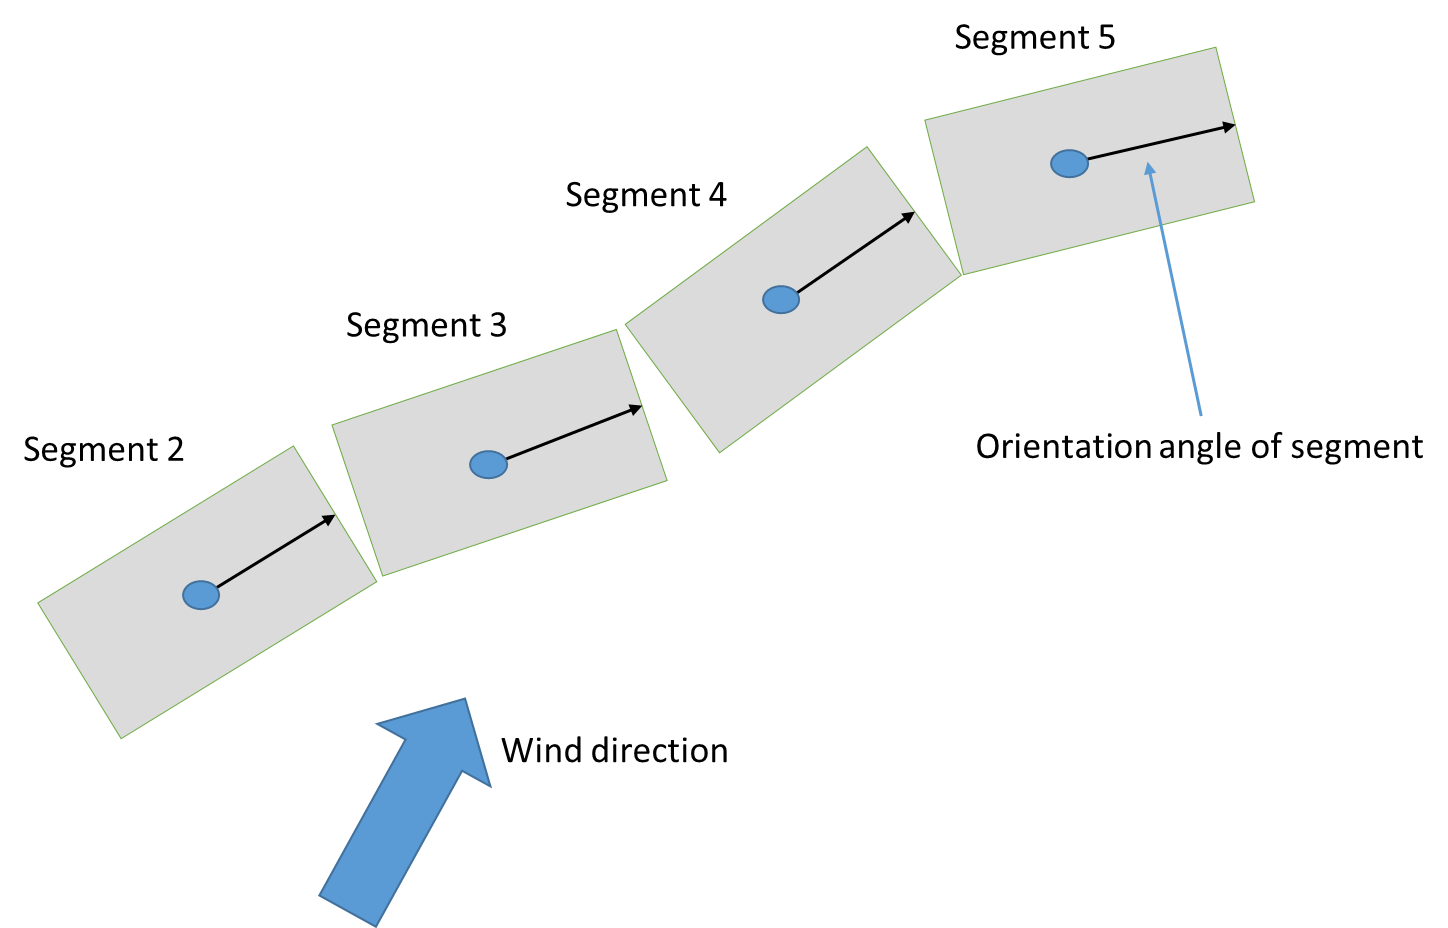 Segment 5
Segment 4
Segment 3
Segment 2
Orientation angle of segment
Wind direction